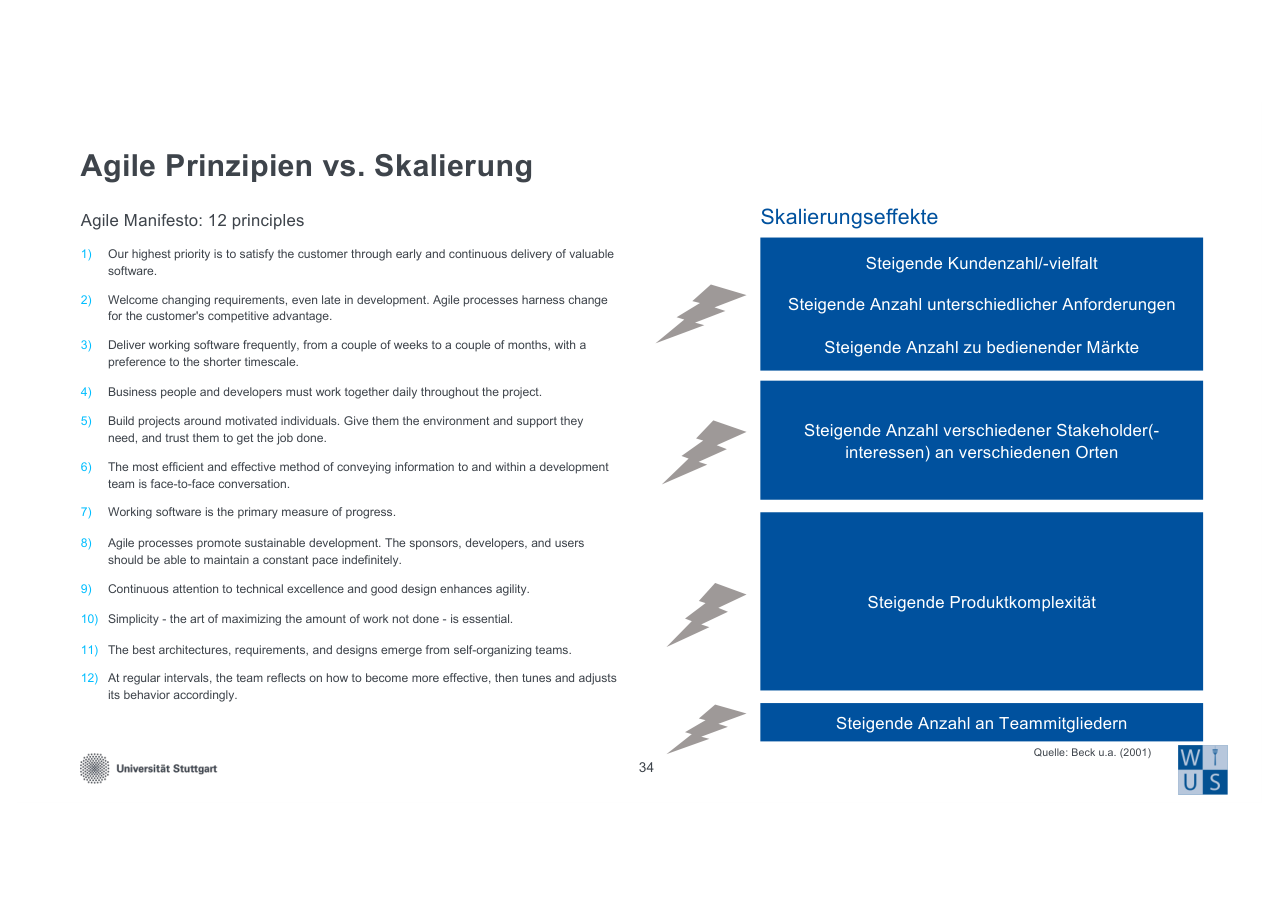 Agile Prinzipien vs. Skalierung
Agile Manifesto: 12 principles
1) Our highest priority is to satisfy the customer through early and continuous delivery of valuable
software.
2) Welcome changing requirements, even late in development. Agile processes harness change
for the customer's competitive advantage.
3) Deliver working software frequently, from a couple of weeks to a couple of months, with a
preference to the shorter timescale.
4) Business people and developers must work together daily throughout the project.
5) Build projects around motivated individuals. Give them the environment and support they
need, and trust them to get the job done.
6) The most efficient and effective method of conveying information to and within a development
team is face-to-face conversation.
7) Working software is the primary measure of progress.
8) Agile processes promote sustainable development. The sponsors, developers, and users
should be able to maintain a constant pace indefinitely.
9) Continuous attention to technical excellence and good design enhances agility.
10) Simplicity - the art of maximizing the amount of work not done - is essential.
11) The best architectures, requirements, and designs emerge from self-organizing teams.
12) At regular intervals, the team reflects on how to become more effective, then tunes and adjusts
its behavior accordingly.
Skalierungseffekte
Steigende Kundenzahl/-vielfalt
Steigende Anzahl unterschiedlicher Anforderungen
Steigende Anzahl zu bedienender Märkte
Steigende Anzahl verschiedener Stakeholder(-
interessen) an verschiedenen Orten
Steigende Produktkomplexität
Steigende Anzahl an Teammitgliedern
Quelle: Beck u.a. (2001)
Universität Stuttgart
34
W i
U S